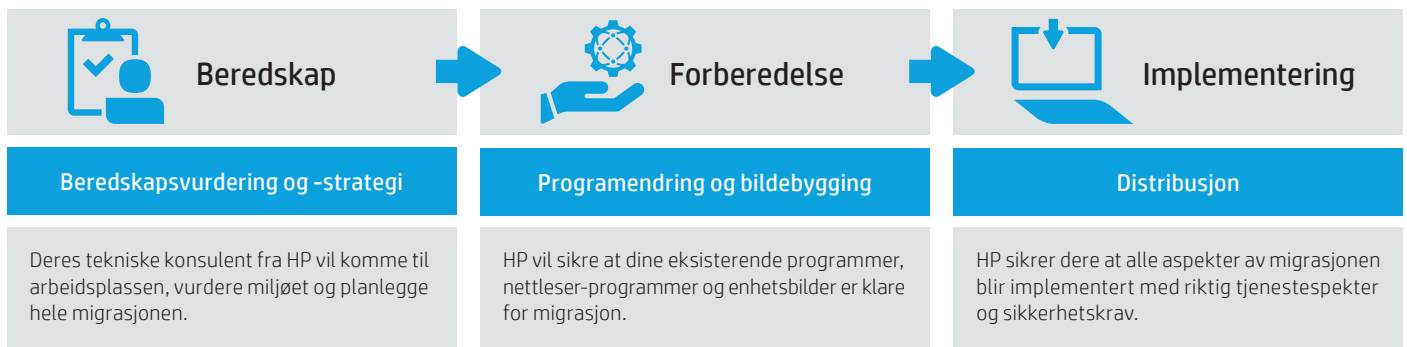 Beredskap
Forberedelse
Implementering
Beredskapsvurdering og -strategi
Programendring og bildebygging
Distribusjon
Deres tekniske konsulent fra HP vil komme til
arbeidsplassen, vurdere miljøet og planlegge
hele migrasjonen.
HP vil sikre at dine eksisterende programmer,
nettleser-programmer og enhetsbilder er klare
for migrasjon.
HP sikrer dere at alle aspekter av migrasjonen
blir implementert med riktig tjenestespekter
og sikkerhetskrav.